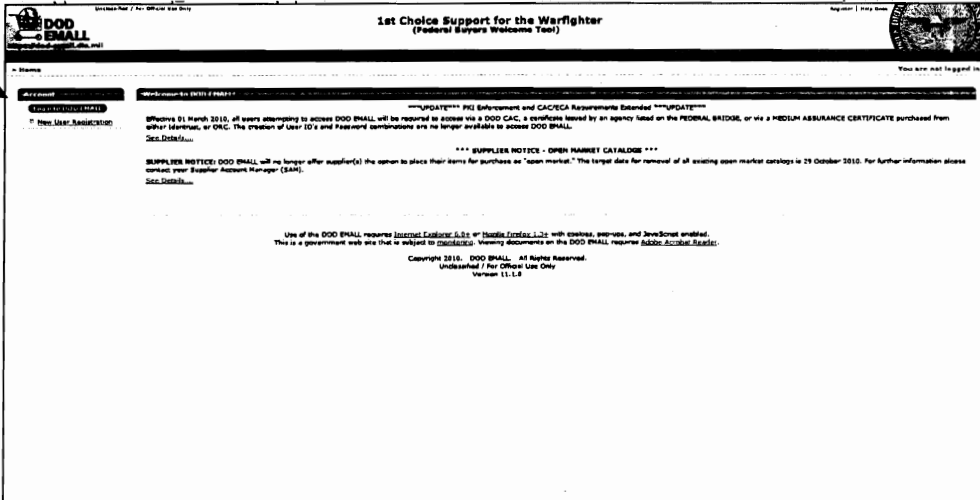 Unclassified / For Official Use Only
Register | Help Desk
DOD
EMALL
1st Choice Support for the Warfighter
(Federal Buyers Welcome Tool)
Home
You are not logged in
Account
Welcome to DOD EMALL
New User Registration
***UPDATE*** PKI Enforcement and CAC/ECA Requirements Extended ***UPDATE***
Effective 01 March 2010, all users attempting to access DOD EMALL will be required to access via a DOD CAC, a certificate issued by an agency listed on the FEDERAL BRIDGE, or via a MEDIUM ASSURANCE CERTIFICATE purchased from
either Identrust, or ORC. The creation of User ID's and Password combinations are no longer available to access DOD EMALL.
See Details...
*** SUPPLIER NOTICE - OPEN MARKET CATALOGS ***
SUPPLIER NOTICE: DOD EMALL will no longer offer supplier(s) the option to place their items for purchase as "open market." The target date for removal of all existing open market catalogs is 29 October 2010. For further information please
contact your Supplier Account Manager (SAM).
See Details...
Use of the DOD EMALL requires Internet Explorer 6.0+ or Mozilla Firefox 1.5+ with cookies, pop-ups, and JavaScript enabled.
This is a government web site that is subject to monitoring. Viewing documents on the DOD EMALL requires Adobe Acrobat Reader.
Copyright 2010. DOD EMALL. All Rights Reserved.
Unclassified / For Official Use Only
Version 11.1.0